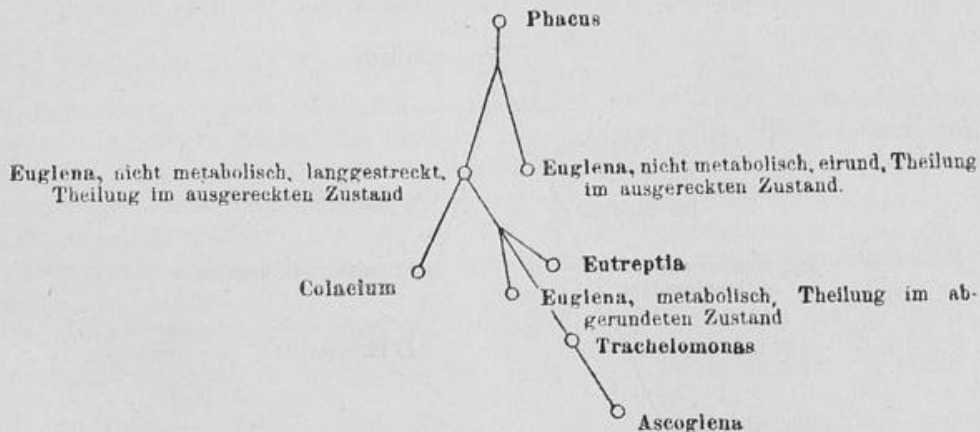 Phacus
Euglena, nicht metabolisch, langgestreckt,
Theilung im ausgereckten Zustand
Euglena, nicht metabolisch, eirund, Theilung
im ausgereckten Zustand.
Colacium
Eutreptia
Euglena, metabolisch, Theilung im ab-
gerundeten Zustand
Trachelomonas
Ascoglena